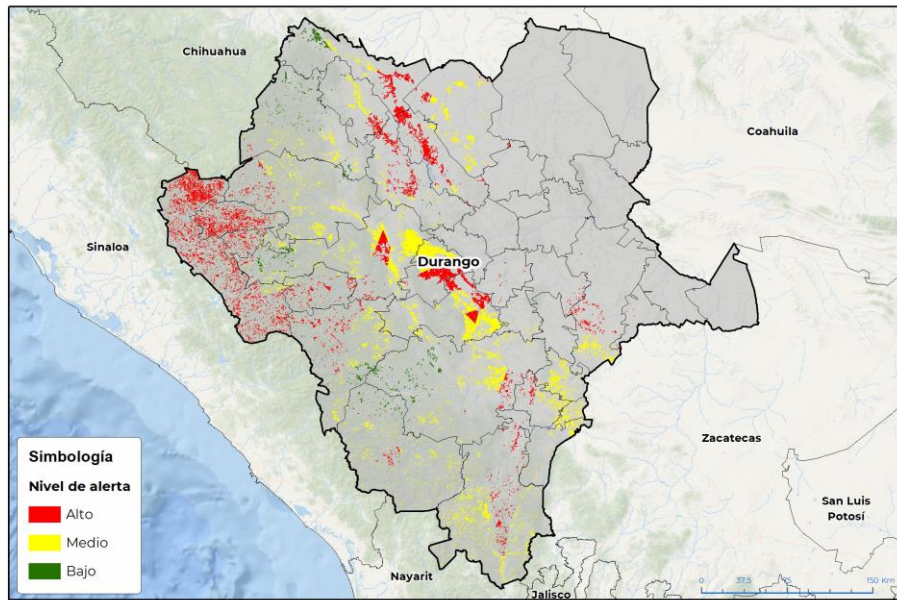 Chihuahua
Coahuila
Sinaloa
Durango
Zacatecas
San Luis
Potosí
Nayarit
Jalisco
Simbología
Nivel de alerta
Alto
Medio
Bajo
0 37.5 75 150 Km